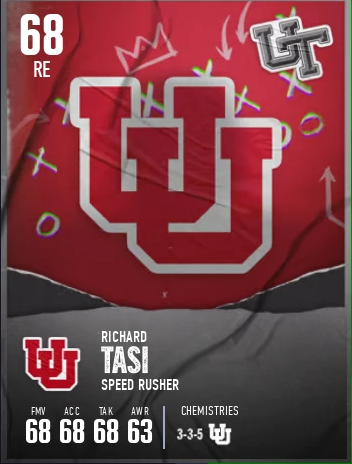 68
RE
UT
RICHARD
TASI
SPEED RUSHER
FMV ACC TAK AWR
68 68 68 63
CHEMISTRIES
3-3-5